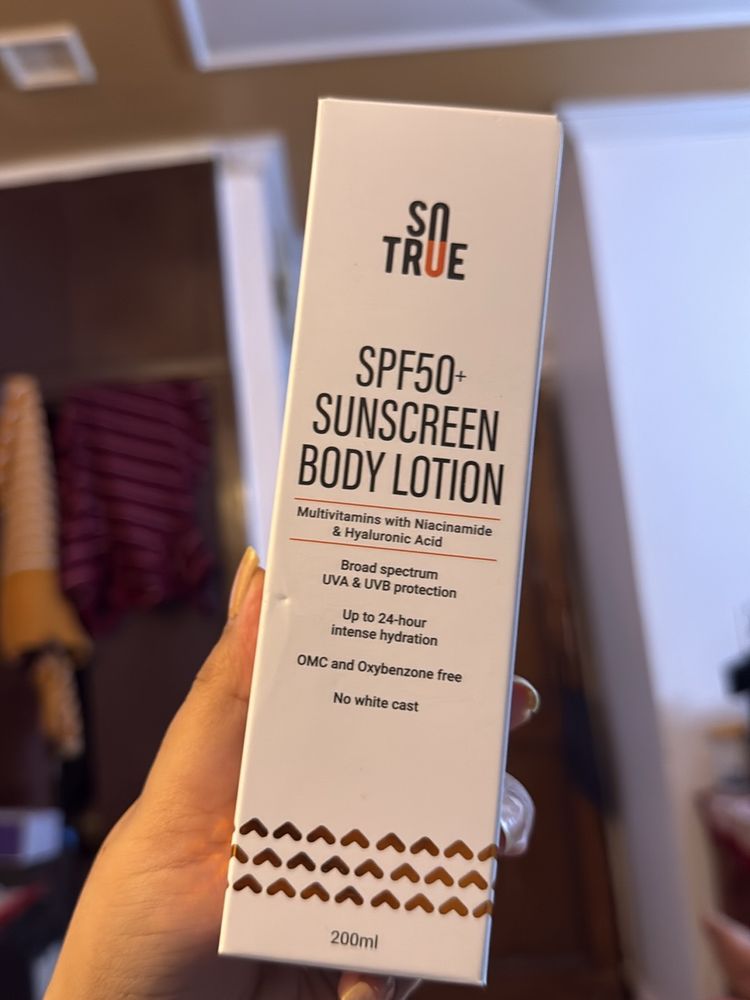 SO
TRUE
SPF50+
SUNSCREEN
BODY LOTION
Multivitamins with Niacinamide
& Hyaluronic Acid
Broad spectrum
UVA & UVB protection
Up to 24-hour
intense hydration
OMC and Oxybenzone free
No white cast
200ml